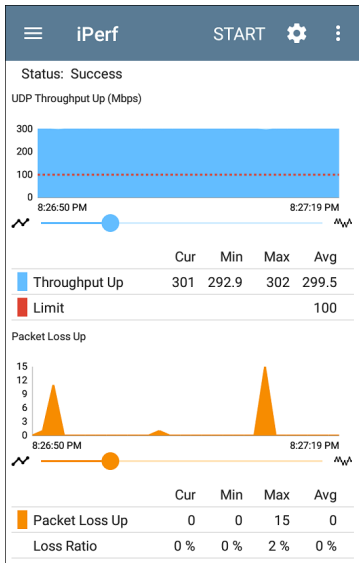 iPerf START
Status: Success
UDP Throughput Up (Mbps)
300
200
100
0
8:26:50 PM 8:27:19 PM
Cur Min Max Avg
Throughput Up 301 292.9 302 299.5
Limit 100
Packet Loss Up
15
12
9
6
3
0
8:26:50 PM 8:27:19 PM
Cur Min Max Avg
Packet Loss Up 0 0 15 0
Loss Ratio 0 % 0 % 2 % 0 %